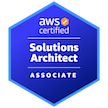 aws
certified
Solutions
Architect
ASSOCIATE